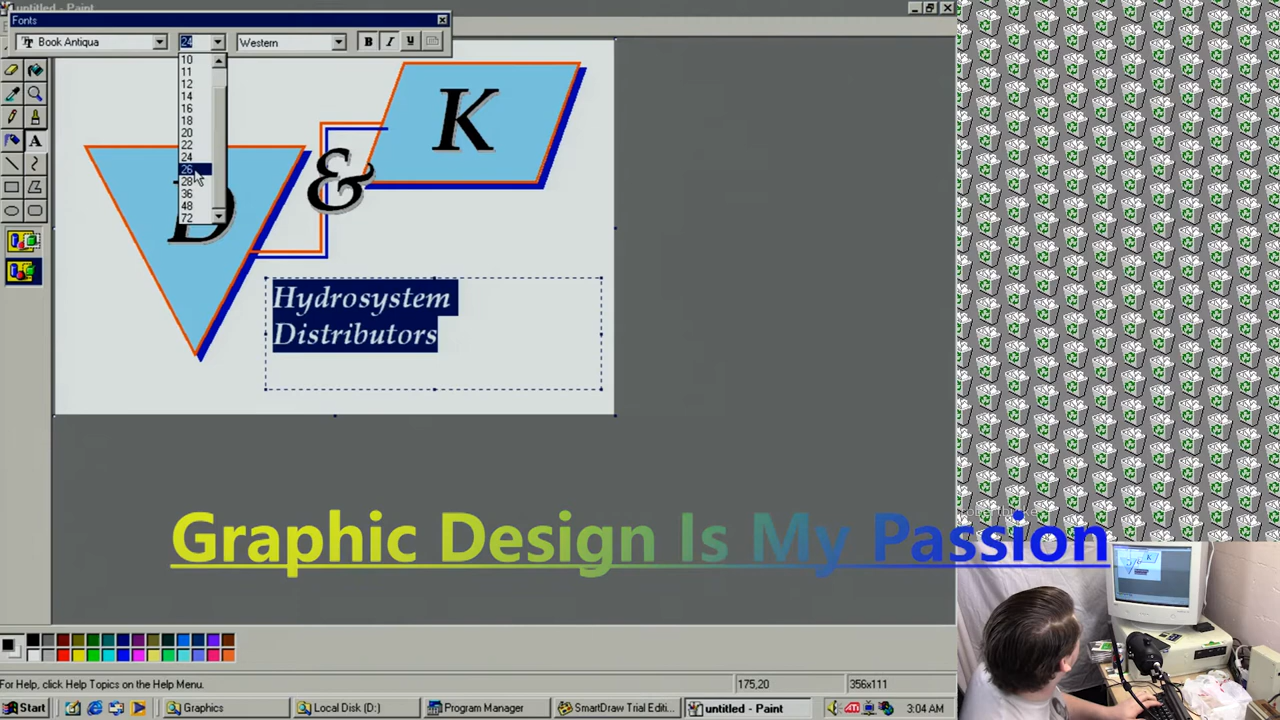 untitled - Paint
Fonts
Book Antiqua
24
Western
B
I
U
10
11
12
14
16
18
20
22
24
26
28
36
48
72
A
D
&
K
Hydrosystem
Distributors
Graphic Design Is My Passion
For Help, click Help Topics on the Help Menu.
175,20
356x111
Start
Graphics
Local Disk (D:)
Program Manager
SmartDraw Trial Editi...
untitled - Paint
3:04 AM